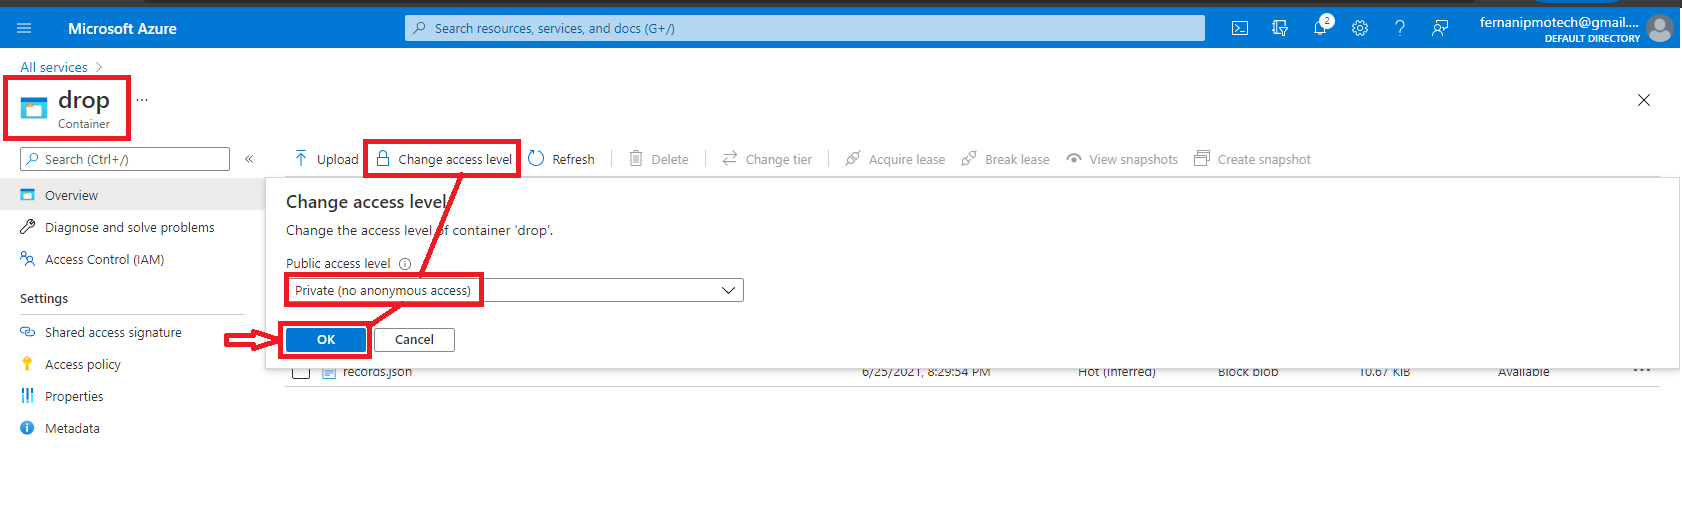 Microsoft Azure
Search resources, services, and docs (G+/)
2
fernanipmotech@gmail....
DEFAULT DIRECTORY
All services
drop
...
Container
Search (Ctrl+/)
«
Upload
Change access level
Refresh
Delete
Change tier
Acquire lease
Break lease
View snapshots
Create snapshot
Overview
Diagnose and solve problems
Access Control (IAM)
Settings
Shared access signature
Access policy
Properties
Metadata
Change access level
Change the access level of container 'drop'.
Public access level
Private (no anonymous access)
OK
Cancel
records.json 6/25/2021, 8:29:54 PM Hot (Inferred) Block blob 10.67 KiB Available ...